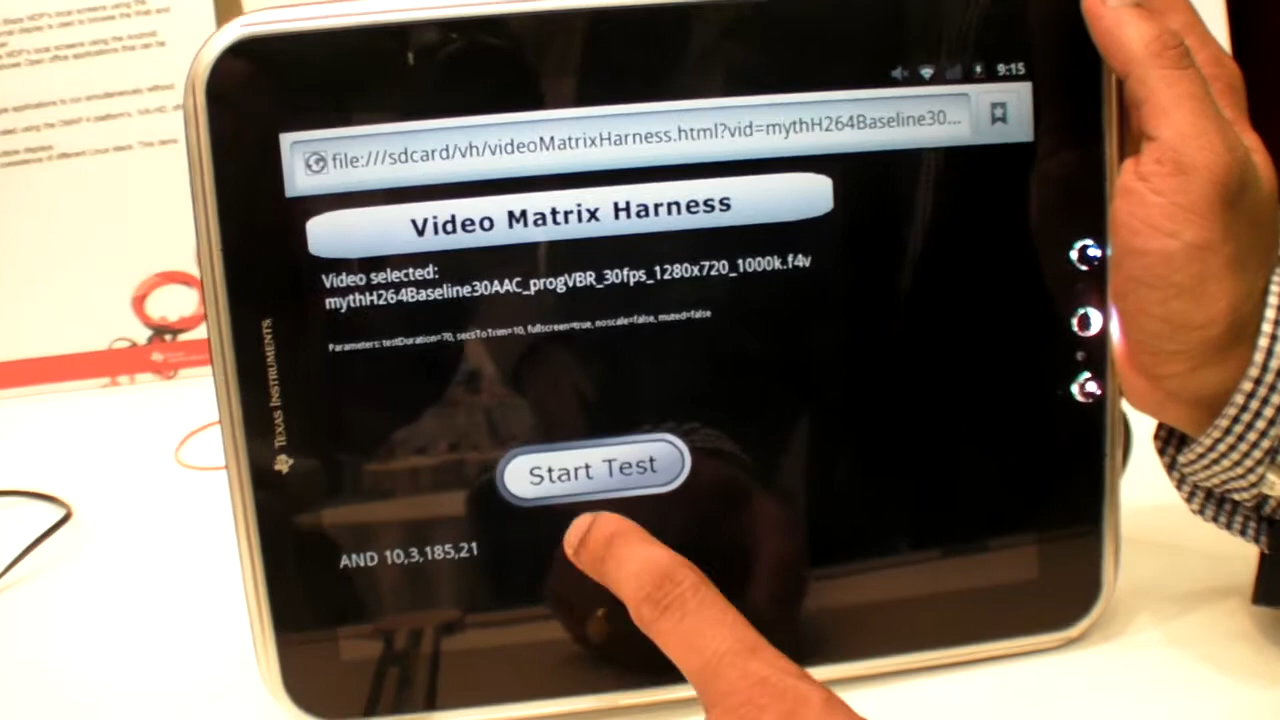 9:15
file:///sdcard/vh/videoMatrixHarness.html?vid=mythH264Baseline30...
Video Matrix Harness
Video selected:
mythH264Baseline30AAC_progVBR_30fps_1280x720_1000k.f4v
Parameters: testDuration=70, secsToTrim=10, fullscreen=true, noscale=false, muted=false
Start Test
AND 10,3,185,21
TEXAS INSTRUMENTS